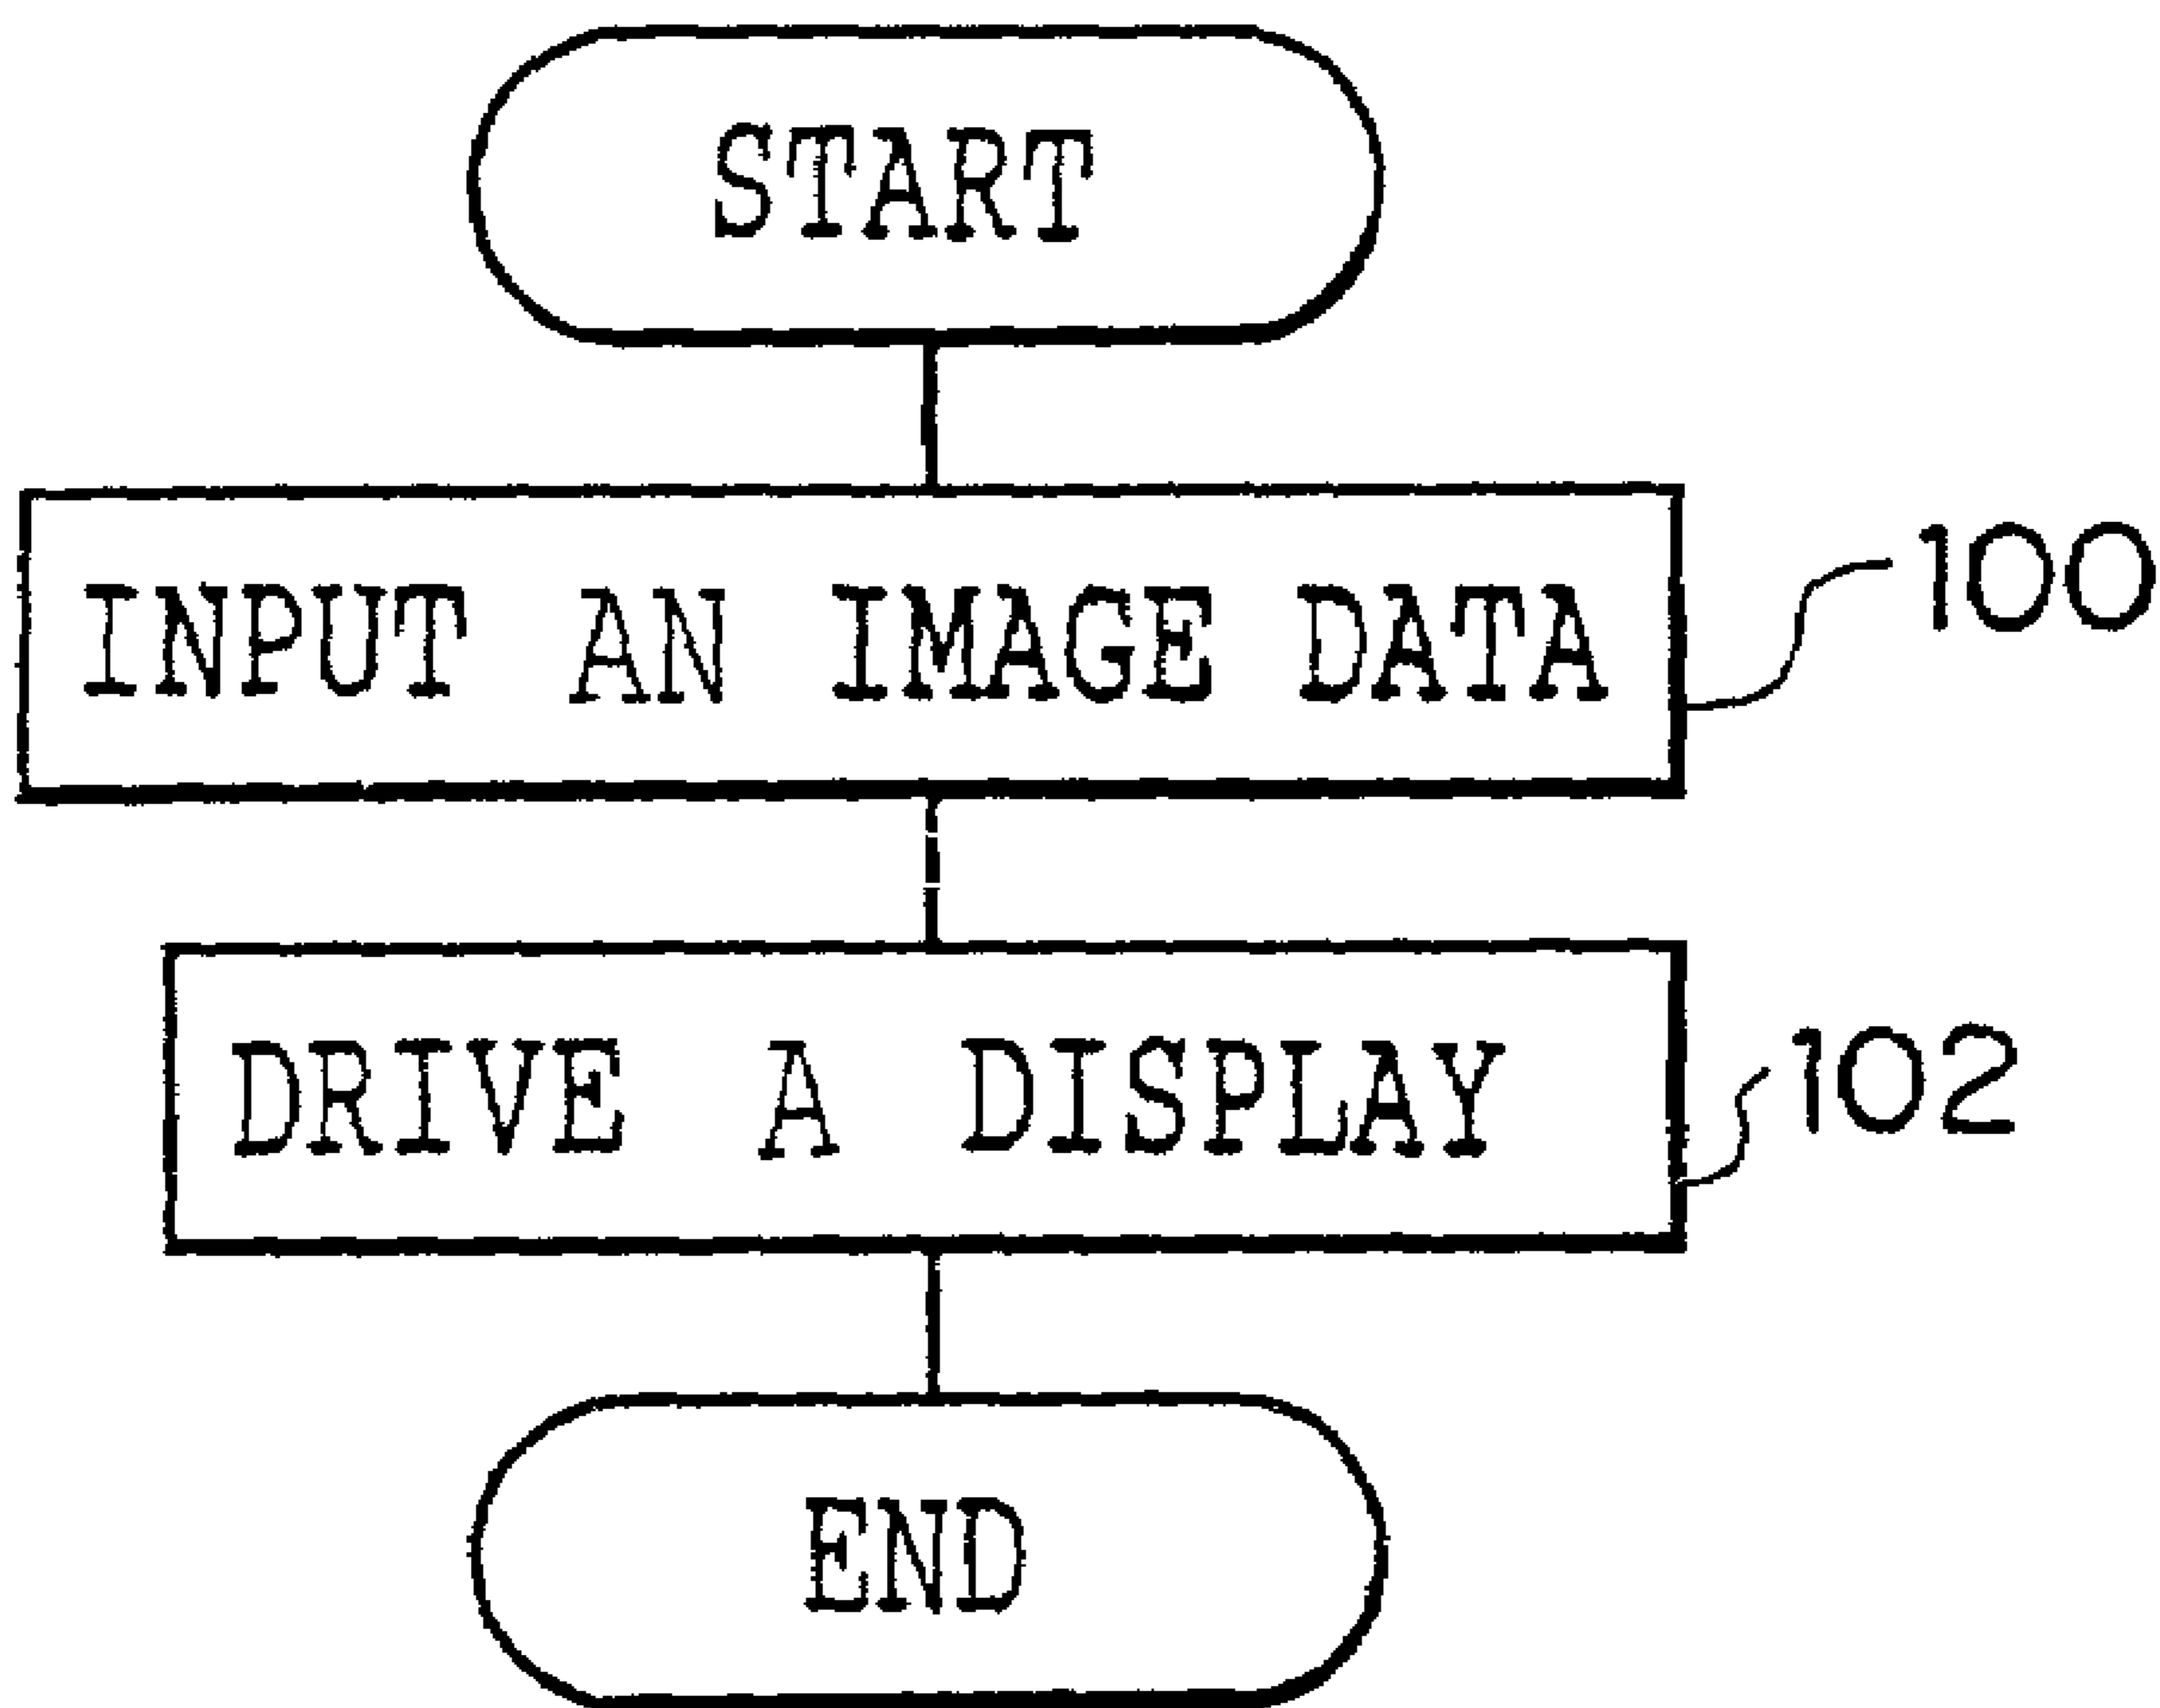 START
INPUT AN IMAGE DATA
100
DRIVE A DISPLAY
102
END